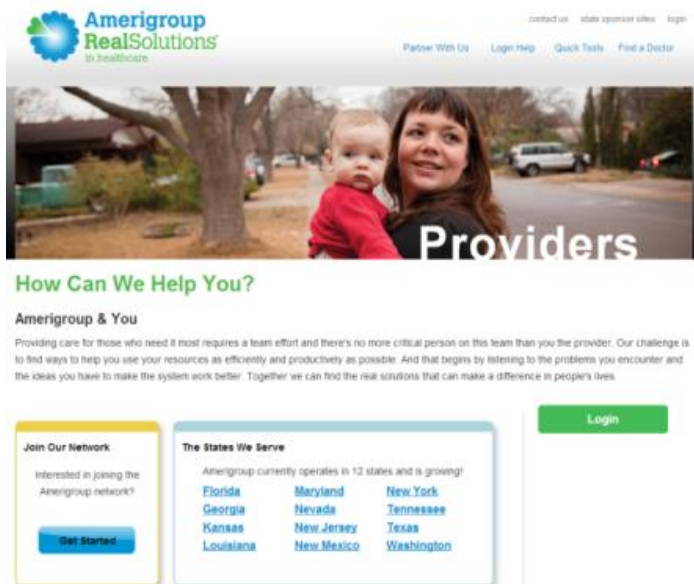 Amerigroup
RealSolutions
in healthcare
contact us state sponsor sites login
Partner With Us Login Help Quick Tools Find a Doctor
Providers
How Can We Help You?
Amerigroup & You
Providing care for those who need it most requires a team effort and there's no more critical person on this team than you the provider. Our challenge is
to find ways to help you use your resources as efficiently and productively as possible. And that begins by listening to the problems you encounter and
the ideas you have to make the system work better. Together we can find the real solutions that can make a difference in people's lives.
Login
Join Our Network
Interested in joining the
Amerigroup network?
Get Started
The States We Serve
Amerigroup currently operates in 12 states and is growing!
Florida Maryland New York
Georgia Nevada Tennessee
Kansas New Jersey Texas
Louisiana New Mexico Washington